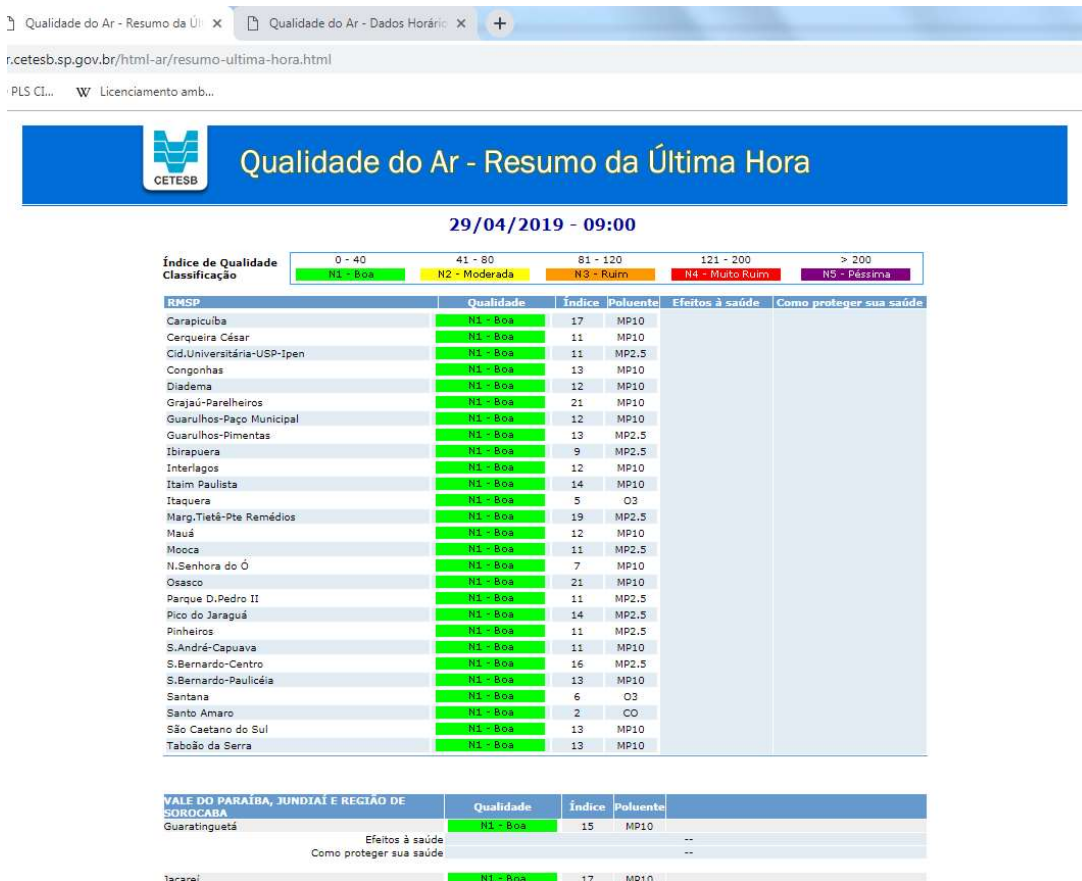 Qualidade do Ar - Resumo da Úl
Qualidade do Ar - Dados Horário
r.cetesb.sp.gov.br/html-ar/resumo-ultima-hora.html
PLS CI... W Licenciamento amb...
CETESB
Qualidade do Ar - Resumo da Última Hora
29/04/2019 - 09:00
Índice de Qualidade 0 - 40 41 - 80 81 - 120 121 - 200 > 200
Classificação N1 - Boa N2 - Moderada N3 - Ruim N4 - Muito Ruim N5 - Péssima
RMSP Qualidade Índice Poluente Efeitos à saúde Como proteger sua saúde
Carapicuíba N1 - Boa 17 MP10
Cerqueira César N1 - Boa 11 MP10
Cid.Universitária-USP-Ipen N1 - Boa 11 MP2.5
Congonhas N1 - Boa 13 MP10
Diadema N1 - Boa 12 MP10
Grajaú-Parelheiros N1 - Boa 21 MP10
Guarulhos-Paço Municipal N1 - Boa 12 MP10
Guarulhos-Pimentas N1 - Boa 13 MP2.5
Ibirapuera N1 - Boa 9 MP2.5
Interlagos N1 - Boa 12 MP10
Itaim Paulista N1 - Boa 14 MP10
Itaquera N1 - Boa 5 O3
Marg.Tietê-Pte Remédios N1 - Boa 19 MP2.5
Mauá N1 - Boa 12 MP10
Mooca N1 - Boa 11 MP2.5
N.Senhora do Ó N1 - Boa 7 MP10
Osasco N1 - Boa 21 MP10
Parque D.Pedro II N1 - Boa 11 MP2.5
Pico do Jaraguá N1 - Boa 14 MP2.5
Pinheiros N1 - Boa 11 MP2.5
S.André-Capuava N1 - Boa 11 MP10
S.Bernardo-Centro N1 - Boa 16 MP2.5
S.Bernardo-Paulicéia N1 - Boa 13 MP10
Santana N1 - Boa 6 O3
Santo Amaro N1 - Boa 2 CO
São Caetano do Sul N1 - Boa 13 MP10
Taboão da Serra N1 - Boa 13 MP10
VALE DO PARAÍBA, JUNDIAÍ E REGIÃO DE
SOROCABA Qualidade Índice Poluente
Guaratinguetá N1 - Boa 15 MP10
Efeitos à saúde --
Como proteger sua saúde --
Jacareí N1 - Boa 17 MP10